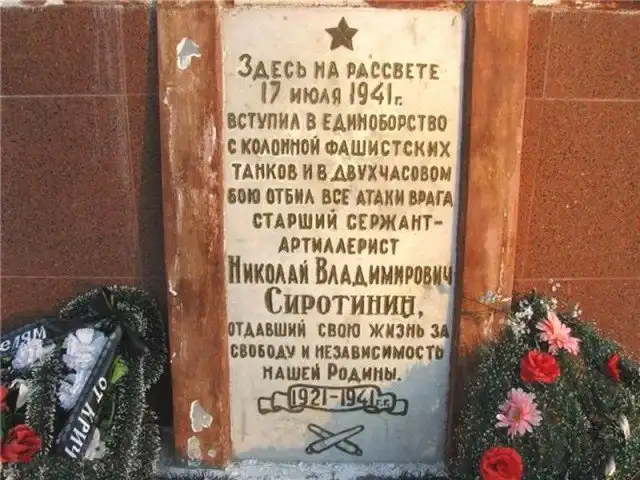 Здесь на рассвете
17 июля 1941г.
вступил в единоборство
с колонной фашистских
танков и в двухчасовом
бою отбил все атаки врага
старший сержант-
артиллерист
Николай Владимирович
Сиротинин,
отдавший свою жизнь за
свободу и независимость
нашей Родины.
1921-1941г.г.